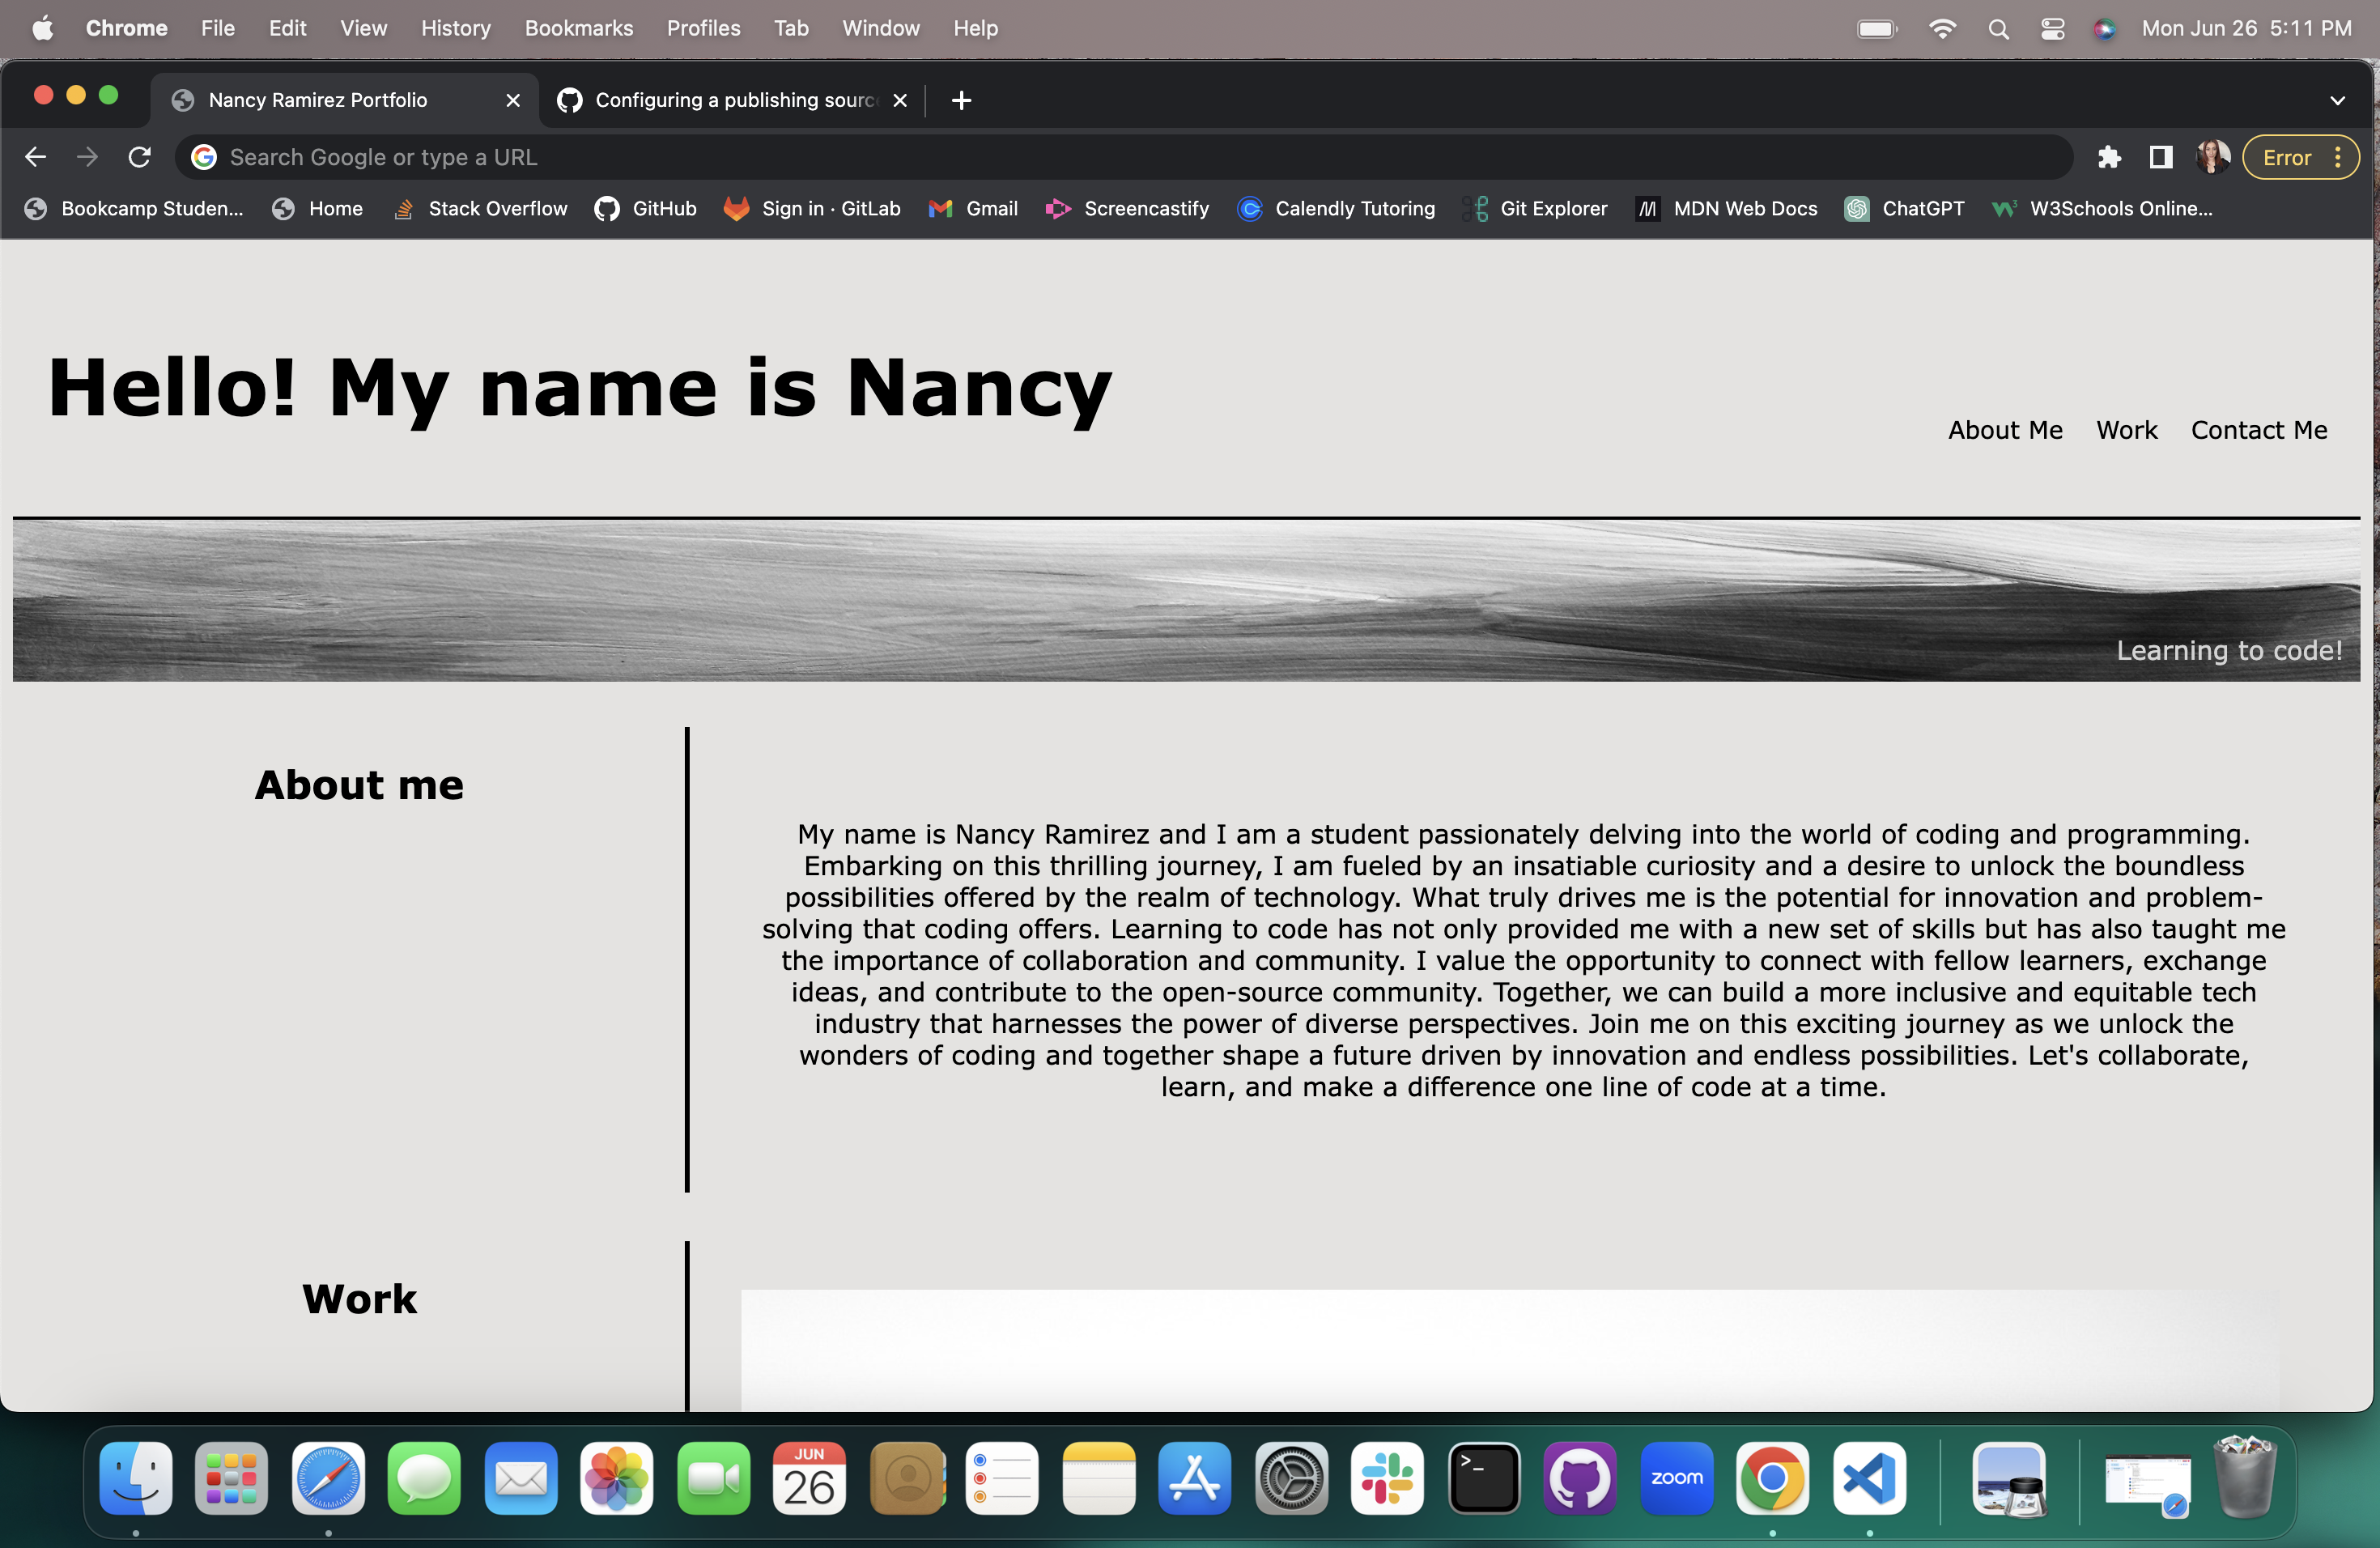 Chrome File Edit View History Bookmarks Profiles Tab Window Help Mon Jun 26 5:11 PM
Nancy Ramirez Portfolio Configuring a publishing sourc
Search Google or type a URL Error
Bookcamp Studen... Home Stack Overflow GitHub Sign in · GitLab Gmail Screencastify Calendly Tutoring Git Explorer MDN Web Docs ChatGPT W3Schools Online...
Hello! My name is Nancy
About Me Work Contact Me
Learning to code!
About me
My name is Nancy Ramirez and I am a student passionately delving into the world of coding and programming.
Embarking on this thrilling journey, I am fueled by an insatiable curiosity and a desire to unlock the boundless
possibilities offered by the realm of technology. What truly drives me is the potential for innovation and problem-
solving that coding offers. Learning to code has not only provided me with a new set of skills but has also taught me
the importance of collaboration and community. I value the opportunity to connect with fellow learners, exchange
ideas, and contribute to the open-source community. Together, we can build a more inclusive and equitable tech
industry that harnesses the power of diverse perspectives. Join me on this exciting journey as we unlock the
wonders of coding and together shape a future driven by innovation and endless possibilities. Let's collaborate,
learn, and make a difference one line of code at a time.
Work
JUN
26
>_
zoom